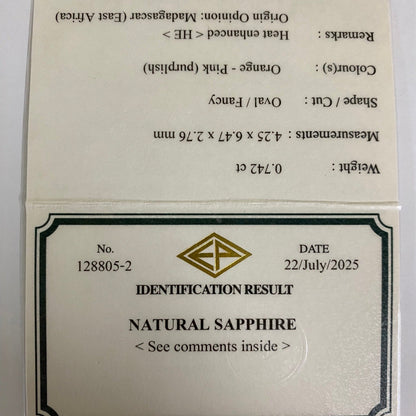 Weight : 0.742 ct
Measurements : 4.25 x 6.47 x 2.76 mm
Shape / Cut : Oval / Fancy
Colour(s) : Orange - Pink (purplish)
Remarks : Heat enhanced < HE >
Origin Opinion: Madagascar (East Africa)
No. DATE
128805-2 22/July/2025
IDENTIFICATION RESULT
NATURAL SAPPHIRE
< See comments inside >